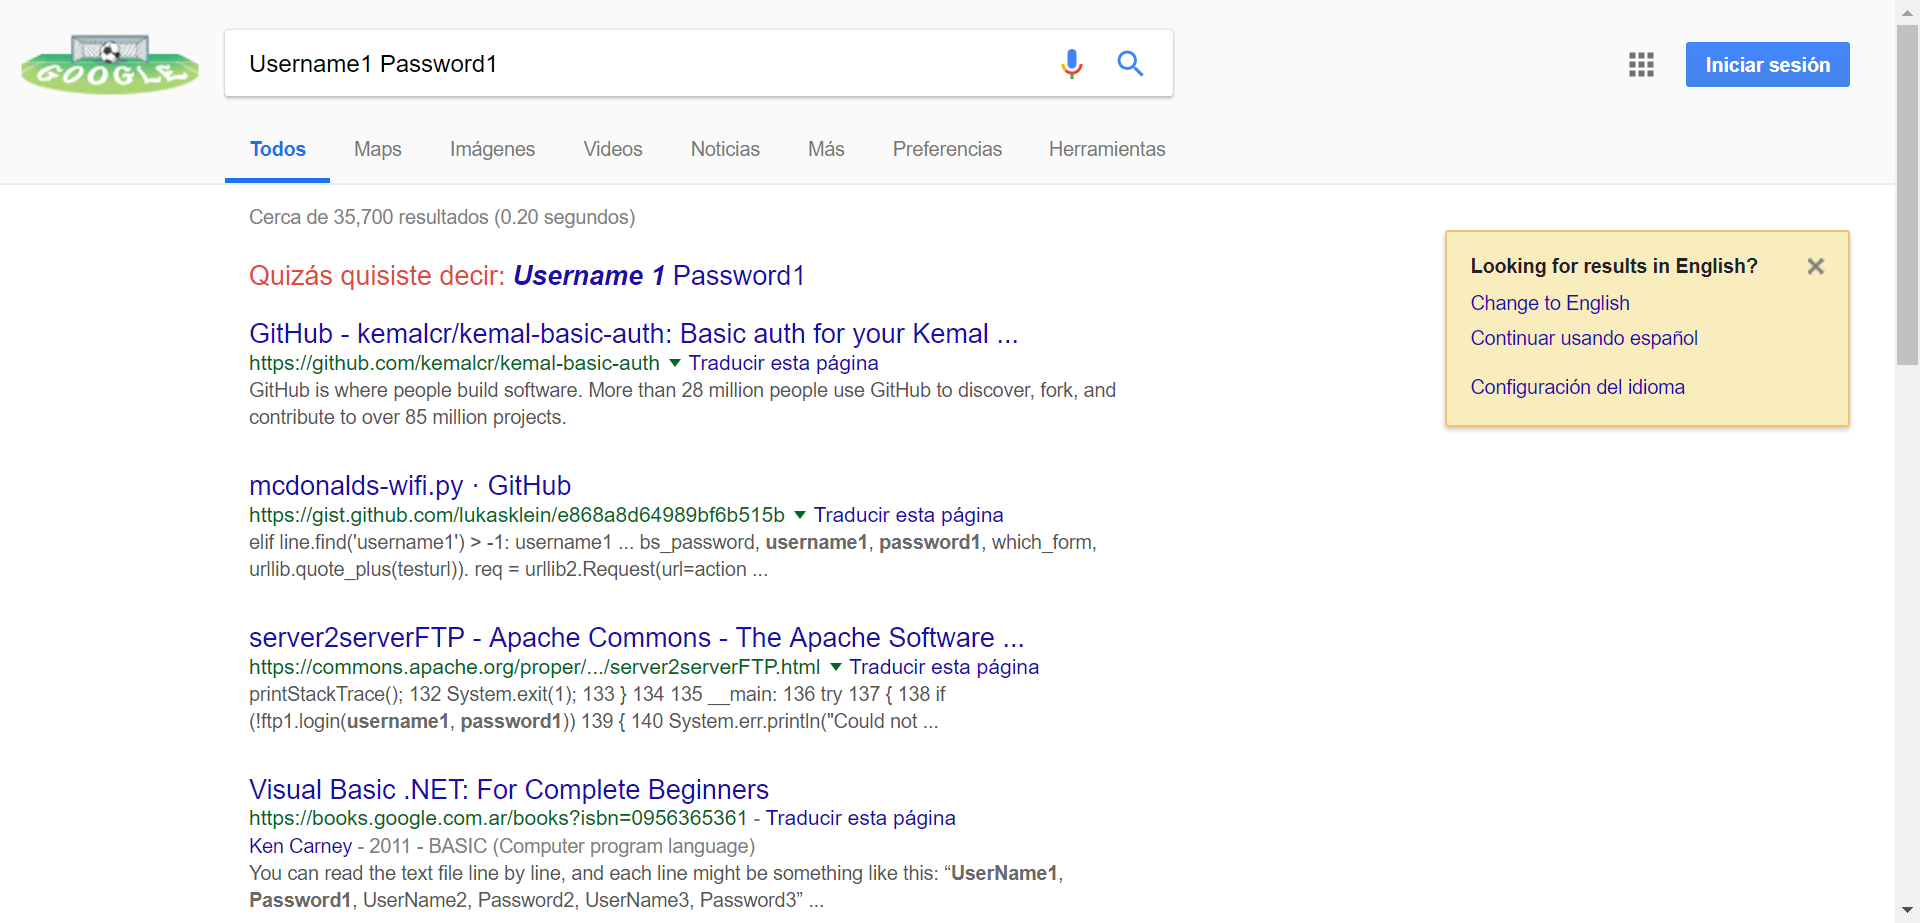 GOOGLE
Username1 Password1
Iniciar sesión
Todos Maps Imágenes Videos Noticias Más Preferencias Herramientas
Cerca de 35,700 resultados (0.20 segundos)
Quizás quisiste decir: Username 1 Password1
GitHub - kemalcr/kemal-basic-auth: Basic auth for your Kemal ...
https://github.com/kemalcr/kemal-basic-auth ▼ Traducir esta página
GitHub is where people build software. More than 28 million people use GitHub to discover, fork, and
contribute to over 85 million projects.
mcdonalds-wifi.py · GitHub
https://gist.github.com/lukasklein/e868a8d64989bf6b515b ▼ Traducir esta página
elif line.find('username1') > -1: username1 ... bs_password, username1, password1, which_form,
urllib.quote_plus(testurl)). req = urllib2.Request(url=action ...
server2serverFTP - Apache Commons - The Apache Software ...
https://commons.apache.org/proper/.../server2serverFTP.html ▼ Traducir esta página
printStackTrace(); 132 System.exit(1); 133 } 134 135 __main: 136 try 137 { 138 if
(!ftp1.login(username1, password1)) 139 { 140 System.err.println("Could not ...
Visual Basic .NET: For Complete Beginners
https://books.google.com.ar/books?isbn=0956365361 - Traducir esta página
Ken Carney - 2011 - BASIC (Computer program language)
You can read the text file line by line, and each line might be something like this: “UserName1,
Password1, UserName2, Password2, UserName3, Password3” ...
Looking for results in English?
Change to English
Continuar usando español
Configuración del idioma